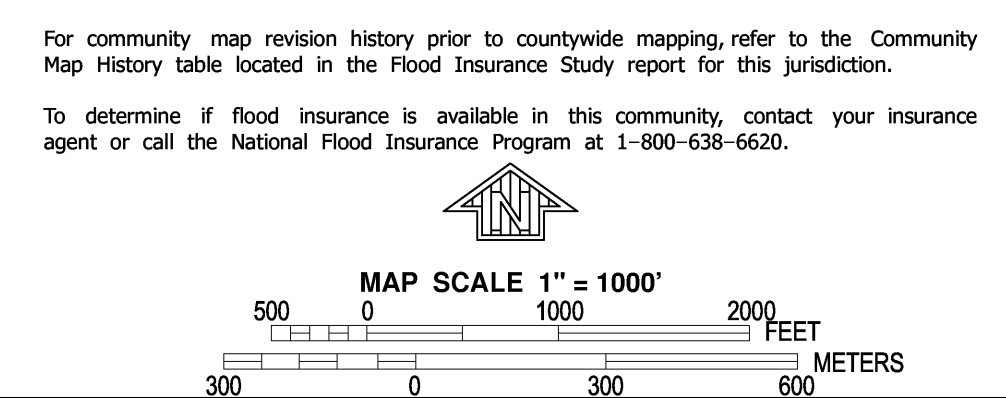 For community map revision history prior to countywide mapping, refer to the Community
Map History table located in the Flood Insurance Study report for this jurisdiction.
To determine if flood insurance is available in this community, contact your insurance
agent or call the National Flood Insurance Program at 1-800-638-6620.
N
MAP SCALE 1" = 1000'
500 0 1000 2000
FEET
METERS
300 0 300 600